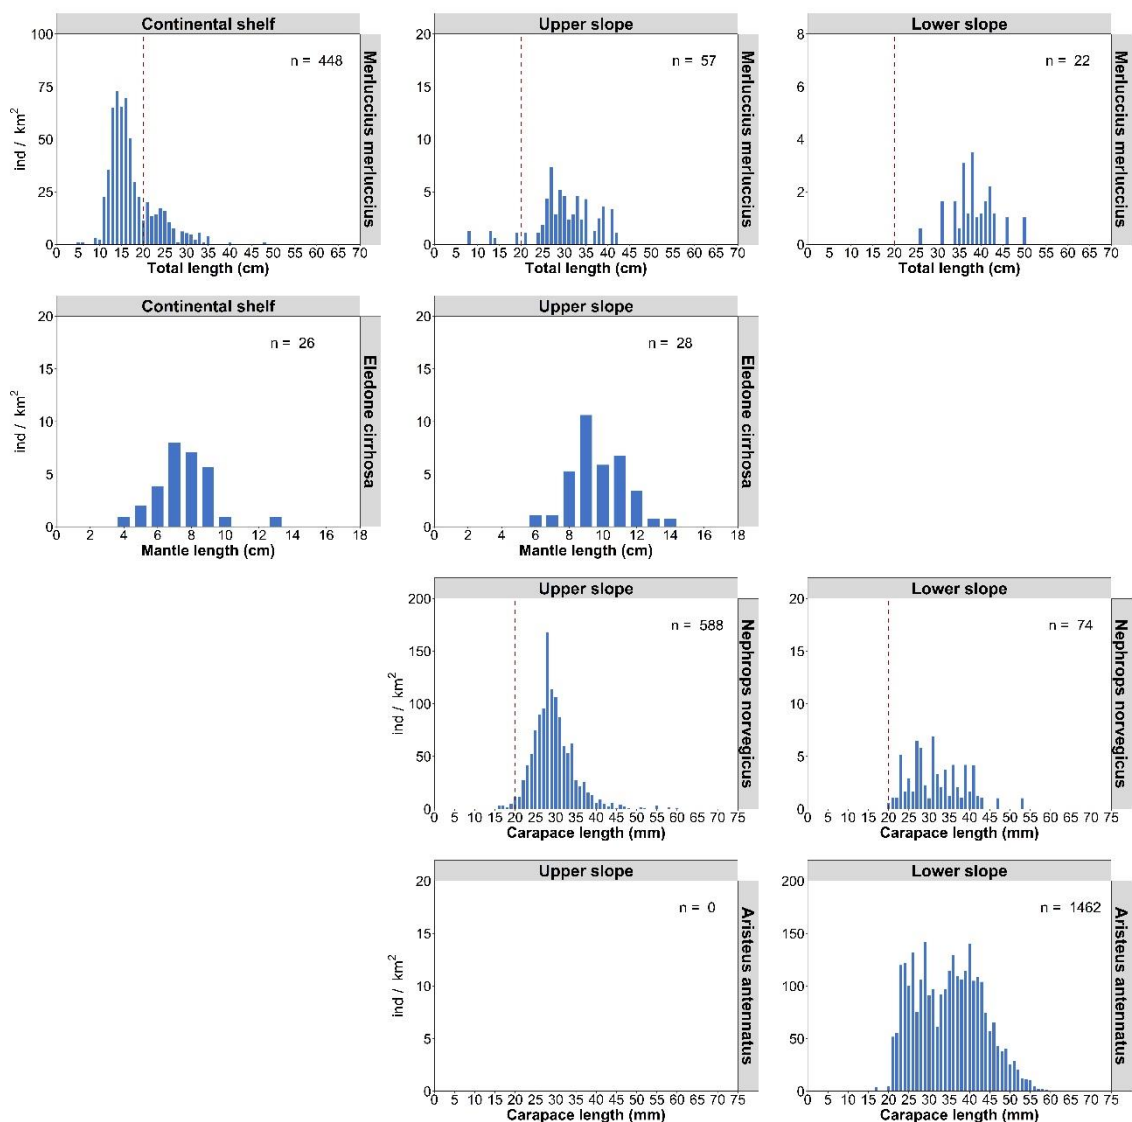 Continental shelf
100
75
50
25
0
ind / km²
n = 448
Merluccius merluccius
0 5 10 15 20 25 30 35 40 45 50 55 60 65 70
Total length (cm)
Upper slope
20
15
10
5
0
n = 57
Merluccius merluccius
0 5 10 15 20 25 30 35 40 45 50 55 60 65 70
Total length (cm)
Lower slope
8
6
4
2
0
n = 22
Merluccius merluccius
0 5 10 15 20 25 30 35 40 45 50 55 60 65 70
Total length (cm)
Continental shelf
20
15
10
5
0
ind / km²
n = 26
Eledone cirrhosa
0 2 4 6 8 10 12 14 16 18
Mantle length (cm)
Upper slope
20
15
10
5
0
n = 28
Eledone cirrhosa
0 2 4 6 8 10 12 14 16 18
Mantle length (cm)
Upper slope
200
150
100
50
0
ind / km²
n = 588
Nephrops norvegicus
0 5 10 15 20 25 30 35 40 45 50 55 60 65 70 75
Carapace length (mm)
Lower slope
20
15
10
5
0
n = 74
Nephrops norvegicus
0 5 10 15 20 25 30 35 40 45 50 55 60 65 70 75
Carapace length (mm)
Upper slope
20
15
10
5
0
ind / km²
n = 0
Aristeus antennatus
0 5 10 15 20 25 30 35 40 45 50 55 60 65 70 75
Carapace length (mm)
Lower slope
200
150
100
50
0
n = 1462
Aristeus antennatus
0 5 10 15 20 25 30 35 40 45 50 55 60 65 70 75
Carapace length (mm)